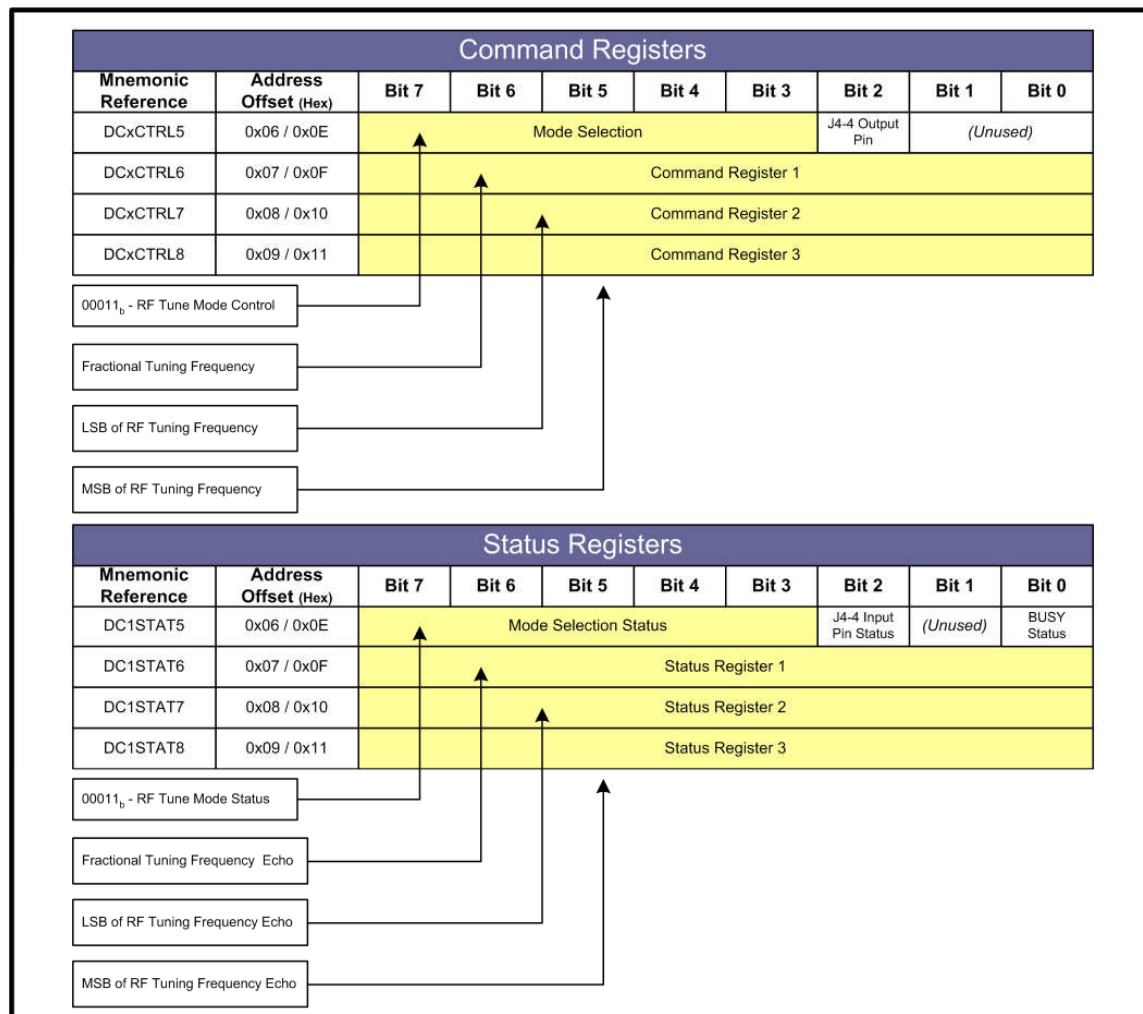 Command Registers
Mnemonic Reference Address Offset (Hex) Bit 7 Bit 6 Bit 5 Bit 4 Bit 3 Bit 2 Bit 1 Bit 0
DCxCTRL5 0x06 / 0x0E Mode Selection J4-4 Output Pin (Unused)
DCxCTRL6 0x07 / 0x0F Command Register 1
DCxCTRL7 0x08 / 0x10 Command Register 2
DCxCTRL8 0x09 / 0x11 Command Register 3
00011b - RF Tune Mode Control
Fractional Tuning Frequency
LSB of RF Tuning Frequency
MSB of RF Tuning Frequency
Status Registers
Mnemonic Reference Address Offset (Hex) Bit 7 Bit 6 Bit 5 Bit 4 Bit 3 Bit 2 Bit 1 Bit 0
DC1STAT5 0x06 / 0x0E Mode Selection Status J4-4 Input Pin Status (Unused) BUSY Status
DC1STAT6 0x07 / 0x0F Status Register 1
DC1STAT7 0x08 / 0x10 Status Register 2
DC1STAT8 0x09 / 0x11 Status Register 3
00011b - RF Tune Mode Status
Fractional Tuning Frequency Echo
LSB of RF Tuning Frequency Echo
MSB of RF Tuning Frequency Echo